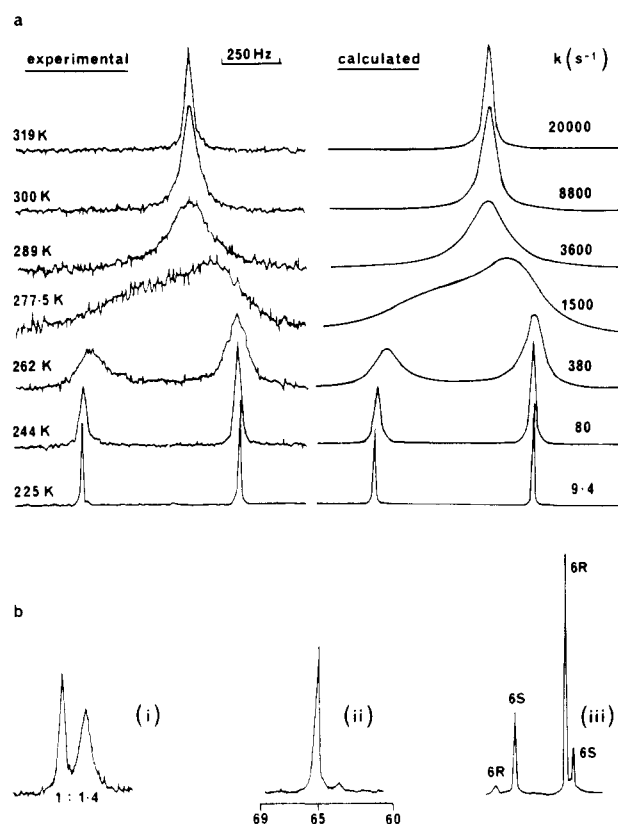 a
experimental 250 Hz calculated k (s⁻¹)
319 K 20000
300 K 8800
289 K 3600
277·5 K 1500
262 K 380
244 K 80
225 K 9·4
b
6R
(i) (ii) 6S (iii)
6R 6S
1 : 1·4
69 65 60